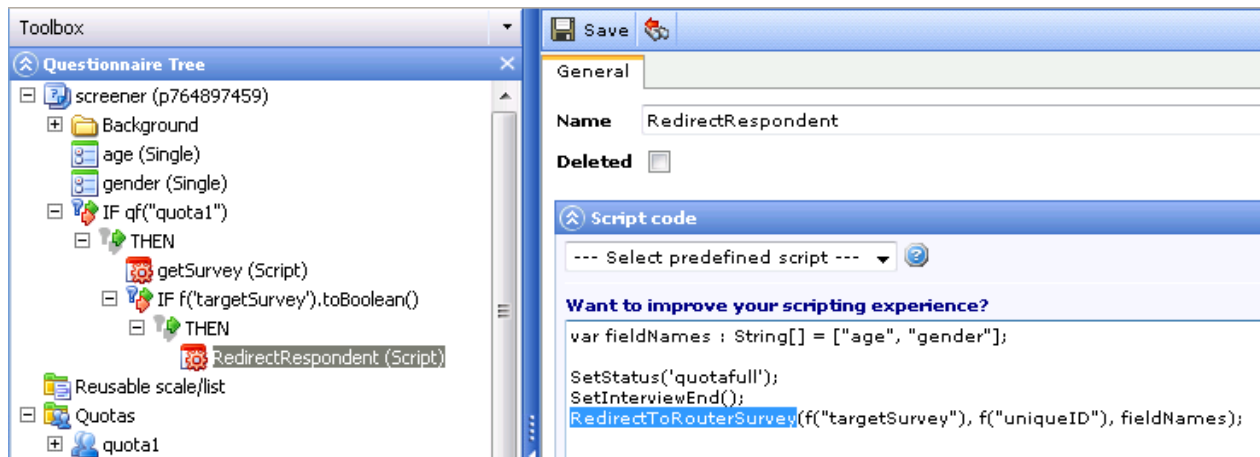 Toolbox
Questionnaire Tree
screener (p764897459)
Background
age (Single)
gender (Single)
IF qf("quota1")
THEN
getSurvey (Script)
IF f('targetSurvey').toBoolean()
THEN
RedirectRespondent (Script)
Reusable scale/list
Quotas
quota1
Save
General
Name RedirectRespondent
Deleted
Script code
--- Select predefined script ---
Want to improve your scripting experience?
var fieldNames : String[] = ["age", "gender"];
SetStatus('quotafull');
SetInterviewEnd();
RedirectToRouterSurvey(f("targetSurvey"), f("uniqueID"), fieldNames);